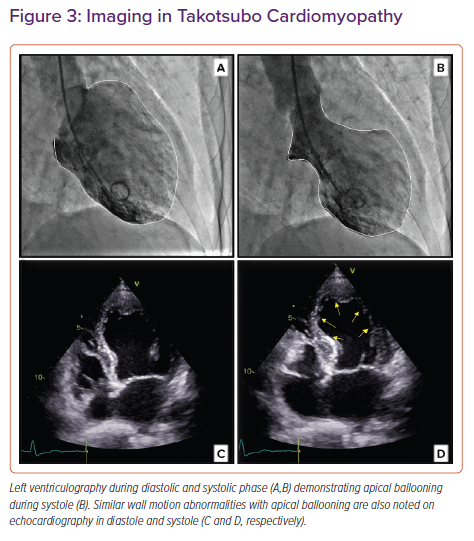 Figure 3: Imaging in Takotsubo Cardiomyopathy
A
B
V
5
10
C
V
5
10
D
Left ventriculography during diastolic and systolic phase (A,B) demonstrating apical ballooning
during systole (B). Similar wall motion abnormalities with apical ballooning are also noted on
echocardiography in diastole and systole (C and D, respectively).